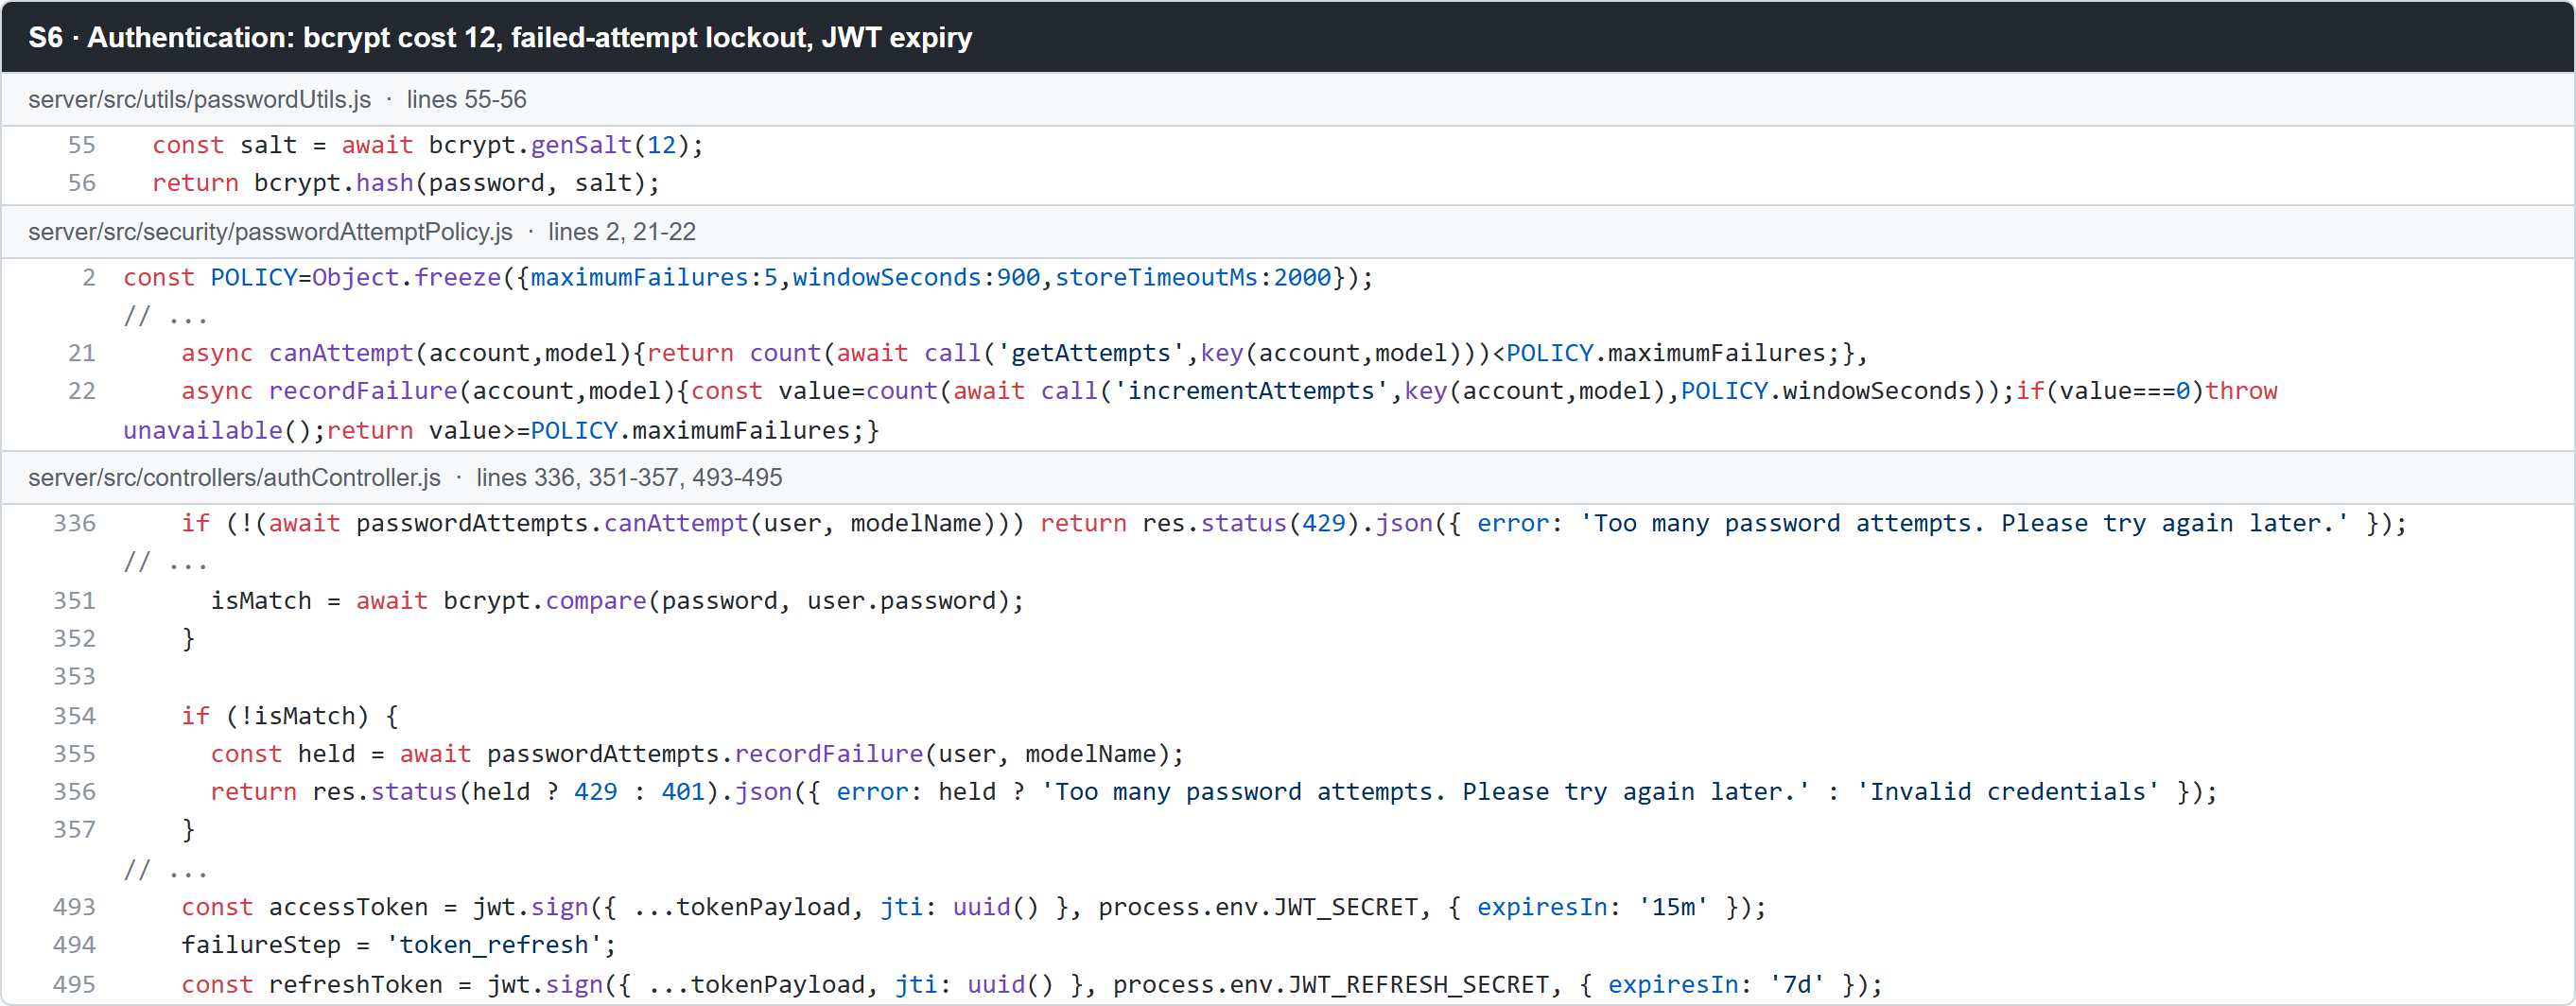 S6 · Authentication: bcrypt cost 12, failed-attempt lockout, JWT expiry
server/src/utils/passwordUtils.js · lines 55-56
55   const salt = await bcrypt.genSalt(12);
56   return bcrypt.hash(password, salt);
server/src/security/passwordAttemptPolicy.js · lines 2, 21-22
2 const POLICY=Object.freeze({maximumFailures:5,windowSeconds:900,storeTimeoutMs:2000});
// ...
21     async canAttempt(account,model){return count(await call('getAttempts',key(account,model)))<POLICY.maximumFailures;},
22     async recordFailure(account,model){const value=count(await call('incrementAttempts',key(account,model),POLICY.windowSeconds));if(value===0)throw
unavailable();return value>=POLICY.maximumFailures;}
server/src/controllers/authController.js · lines 336, 351-357, 493-495
336     if (!(await passwordAttempts.canAttempt(user, modelName))) return res.status(429).json({ error: 'Too many password attempts. Please try again later.' });
// ...
351       isMatch = await bcrypt.compare(password, user.password);
352     }
353
354     if (!isMatch) {
355       const held = await passwordAttempts.recordFailure(user, modelName);
356       return res.status(held ? 429 : 401).json({ error: held ? 'Too many password attempts. Please try again later.' : 'Invalid credentials' });
357     }
// ...
493     const accessToken = jwt.sign({ ...tokenPayload, jti: uuid() }, process.env.JWT_SECRET, { expiresIn: '15m' });
494     failureStep = 'token_refresh';
495     const refreshToken = jwt.sign({ ...tokenPayload, jti: uuid() }, process.env.JWT_REFRESH_SECRET, { expiresIn: '7d' });